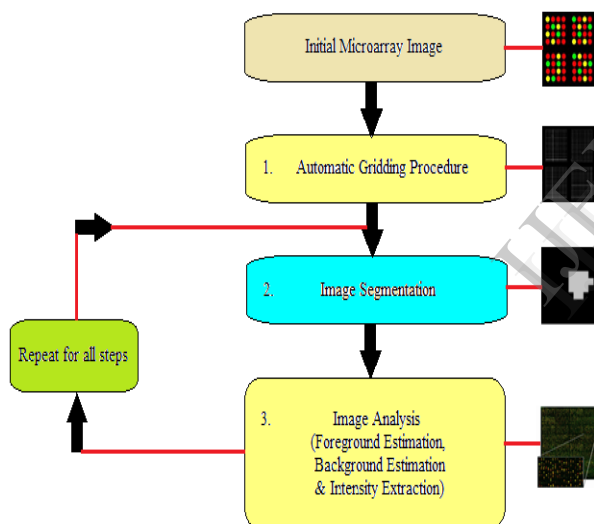 Initial Microarray Image
1. Automatic Gridding Procedure
2. Image Segmentation
Repeat for all steps
3. Image Analysis
(Foreground Estimation,
Background Estimation
& Intensity Extraction)